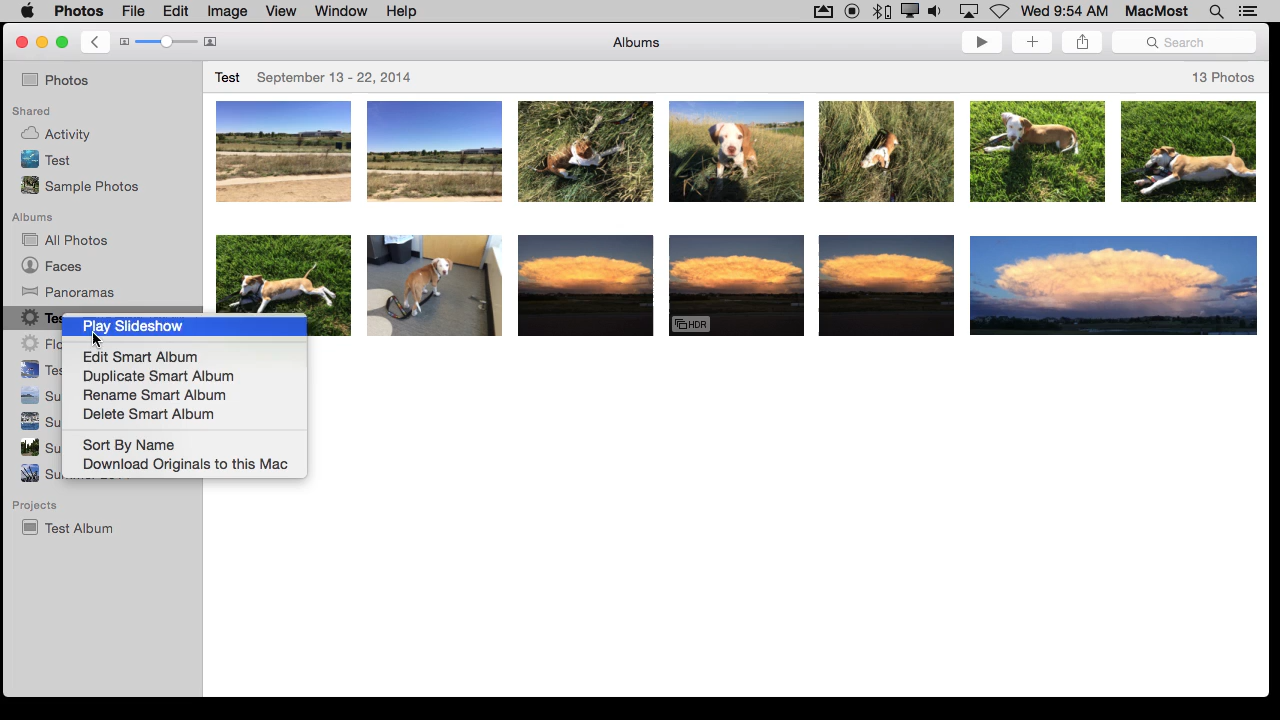 Photos File Edit Image View Window Help Wed 9:54 AM MacMost
Albums
Search
Photos
Test September 13 - 22, 2014 13 Photos
Shared
Activity
Test
Sample Photos
Albums
All Photos
Faces
Panoramas
HDR
Play Slideshow
Edit Smart Album
Duplicate Smart Album
Rename Smart Album
Delete Smart Album
Sort By Name
Download Originals to this Mac
Projects
Test Album